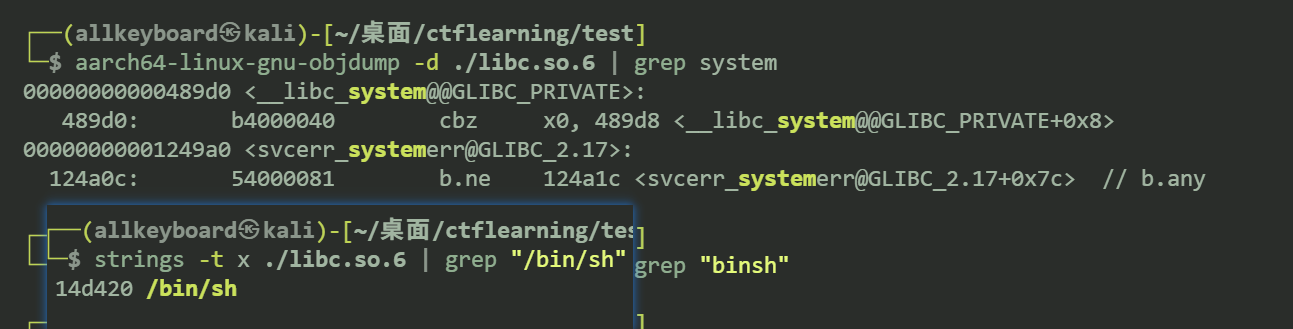 ┌──(allkeyboard㉿kali)-[~/桌面/ctflearning/test]
└─$ aarch64-linux-gnu-objdump -d ./libc.so.6 | grep system
00000000000489d0 <__libc_system@@GLIBC_PRIVATE>:
   489d0:       b4000040        cbz     x0, 489d8 <__libc_system@@GLIBC_PRIVATE+0x8>
00000000001249a0 <svcerr_systemerr@GLIBC_2.17>:
  124a0c:       54000081        b.ne    124a1c <svcerr_systemerr@GLIBC_2.17+0x7c>  // b.any
┌──(allkeyboard㉿kali)-[~/桌面/ctflearning/tes
]
└─$ strings -t x ./libc.so.6 | grep "/bin/sh"
grep "binsh"
14d420 /bin/sh
]